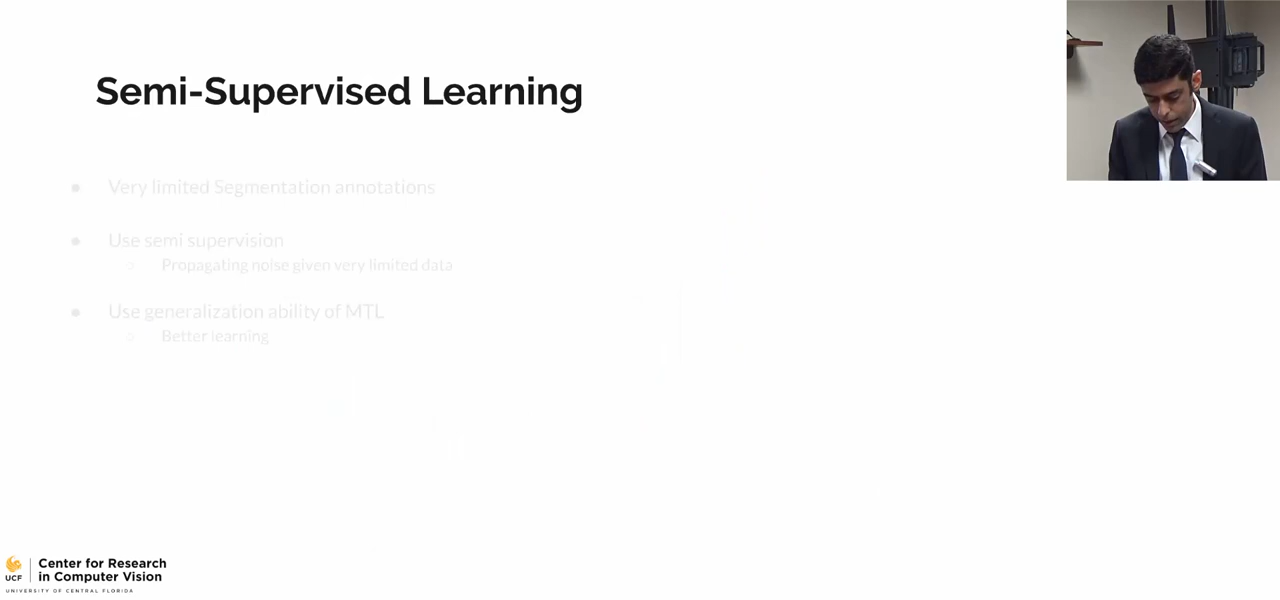 Semi-Supervised Learning
Very limited Segmentation annotations
Use semi supervision
Propagating noise given very limited data
Use generalization ability of MTL
Better learning
UCF
Center for Research
in Computer Vision
UNIVERSITY OF CENTRAL FLORIDA